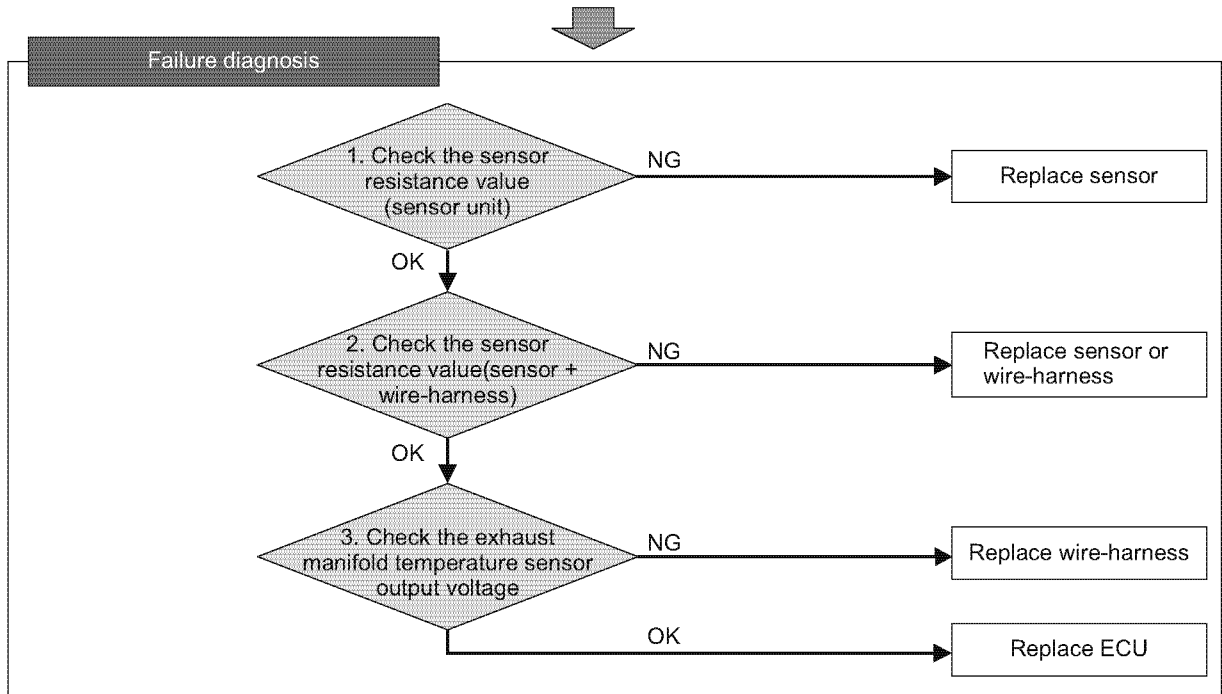 Failure diagnosis
1. Check the sensor
resistance value
(sensor unit)
NG
Replace sensor
OK
2. Check the sensor
resistance value(sensor +
wire-harness)
NG
Replace sensor or
wire-harness
OK
3. Check the exhaust
manifold temperature sensor
output voltage
NG
Replace wire-harness
OK
Replace ECU